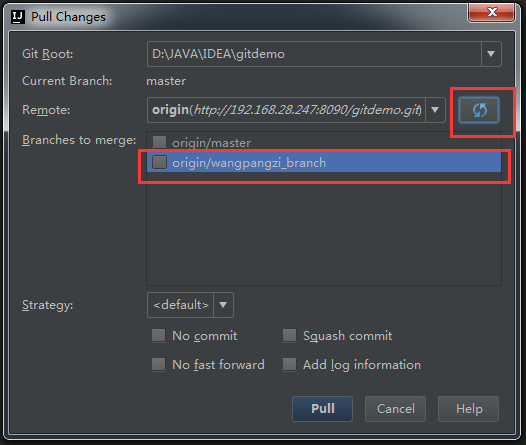 IJ Pull Changes
Git Root: D:\JAVA\IDEA\gitdemo
Current Branch: master
Remote: origin(http://192.168.28.247:8090/gitdemo.git)
Branches to merge: origin/master
origin/wangpangzi_branch
Strategy: <default>
No commit Squash commit
No fast forward Add log information
Pull Cancel Help